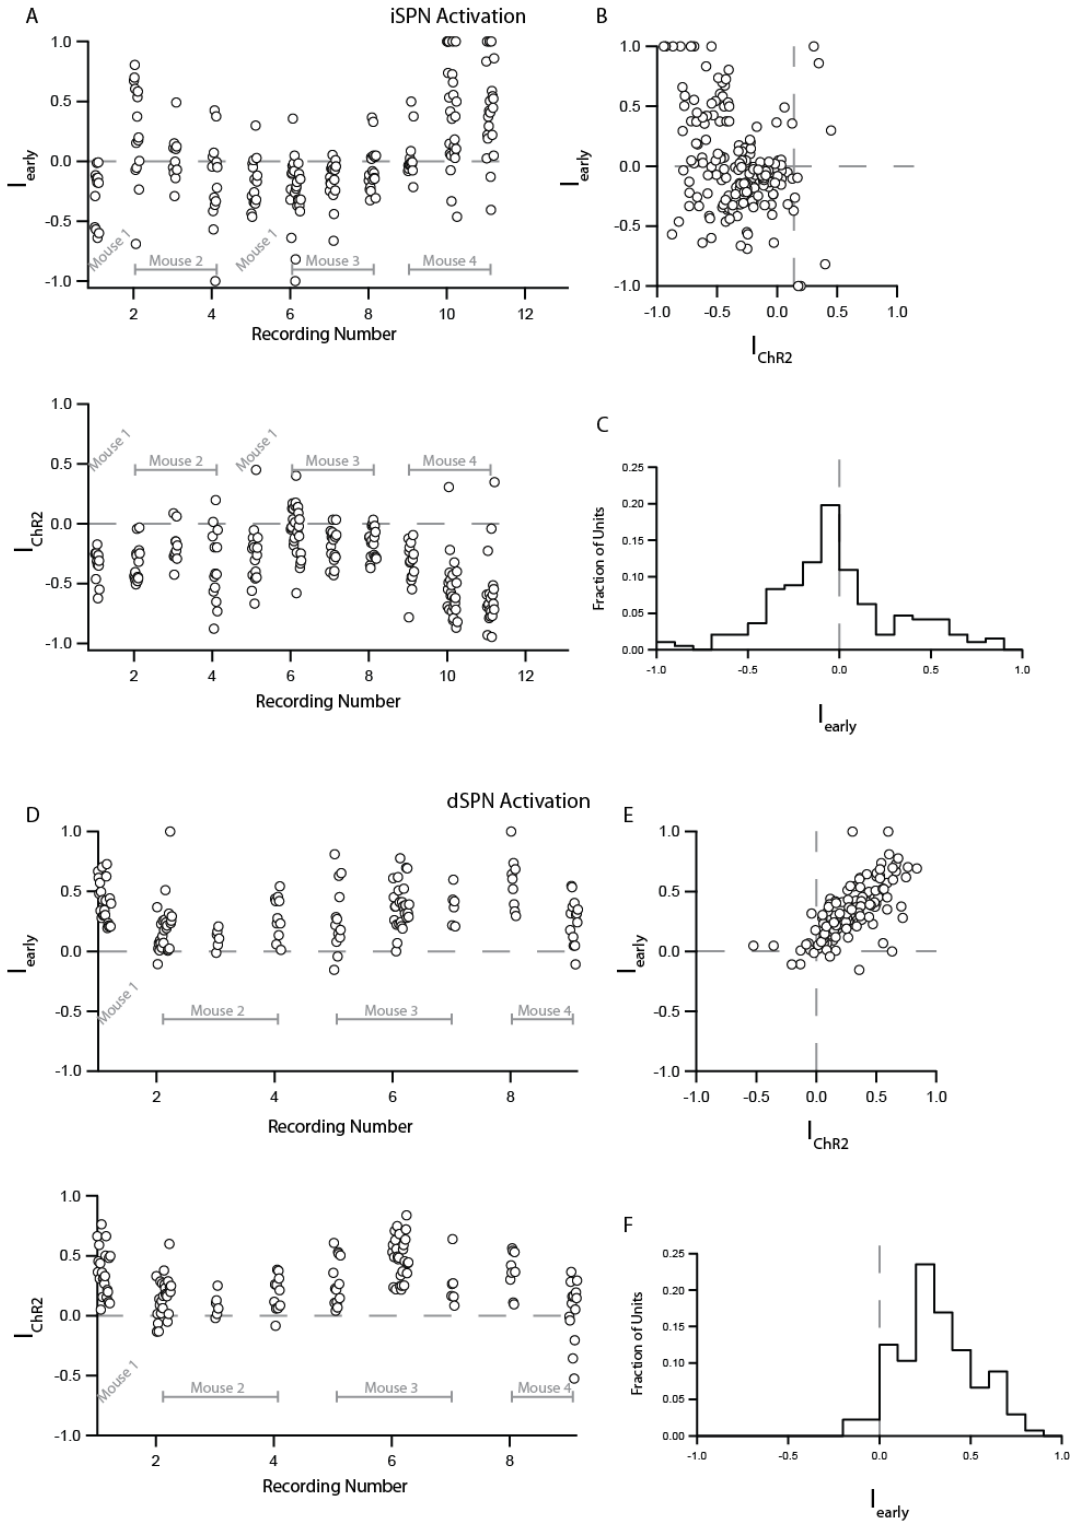 A
iSPN Activation
B
1.0
0.5
0.0
-0.5
-1.0
I early
Mouse 1
Mouse 2
Mouse 1
Mouse 3
Mouse 4
2 4 6 8 10 12
Recording Number
1.0
0.5
0.0
-0.5
-1.0
I early
-1.0 -0.5 0.0 0.5 1.0
I ChR2
1.0
0.5
0.0
-0.5
-1.0
I ChR2
Mouse 1
Mouse 2
Mouse 1
Mouse 3
Mouse 4
2 4 6 8 10 12
Recording Number
C
0.25
0.20
0.15
0.10
0.05
0.00
Fraction of Units
-1.0 -0.5 0.0 0.5 1.0
I early
D
dSPN Activation
E
1.0
0.5
0.0
-0.5
-1.0
I early
Mouse 1
Mouse 2
Mouse 3
Mouse 4
2 4 6 8
Recording Number
1.0
0.5
0.0
-0.5
-1.0
I early
-1.0 -0.5 0.0 0.5 1.0
I ChR2
1.0
0.5
0.0
-0.5
-1.0
I ChR2
Mouse 1
Mouse 2
Mouse 3
Mouse 4
2 4 6 8
Recording Number
F
0.25
0.20
0.15
0.10
0.05
0.00
Fraction of Units
-1.0 -0.5 0.0 0.5 1.0
I early